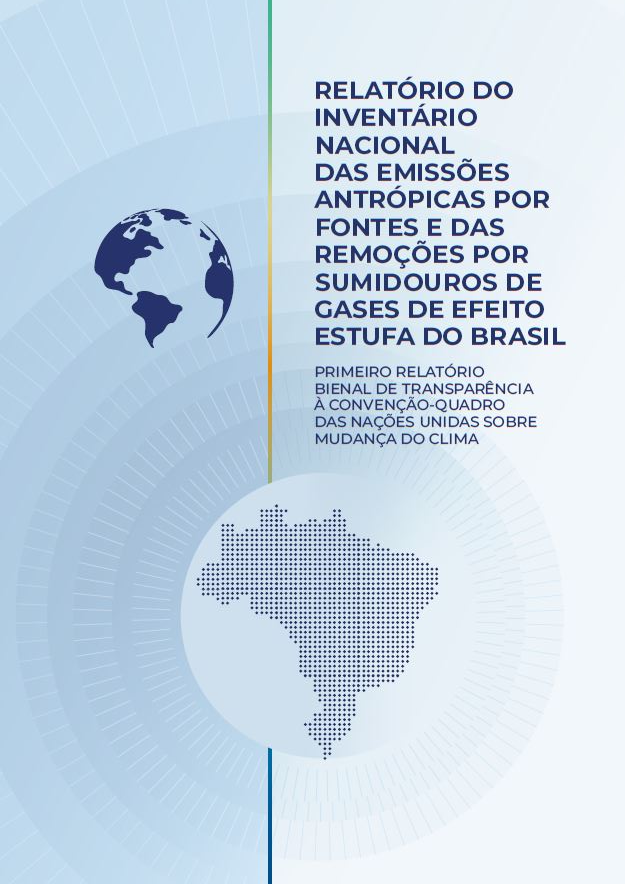 RELATÓRIO DO
INVENTÁRIO
NACIONAL
DAS EMISSÕES
ANTRÓPICAS POR
FONTES E DAS
REMOÇÕES POR
SUMIDOUROS DE
GASES DE EFEITO
ESTUFA DO BRASIL
PRIMEIRO RELATÓRIO
BIENAL DE TRANSPARÊNCIA
À CONVENÇÃO-QUADRO
DAS NAÇÕES UNIDAS SOBRE
MUDANÇA DO CLIMA